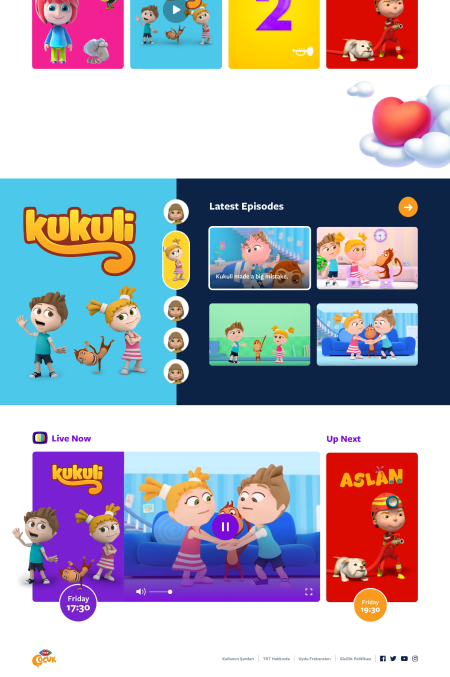 2
kukuli
Latest Episodes
Kukuli made a big mistake.
Live Now
Up Next
kukuli
ASLAN
Friday
17:30
Friday
19:30
ÇOCUK
Kullanım Şartları
TRT Hakkında
Uydu Frekansları
Gizlilik Politikası